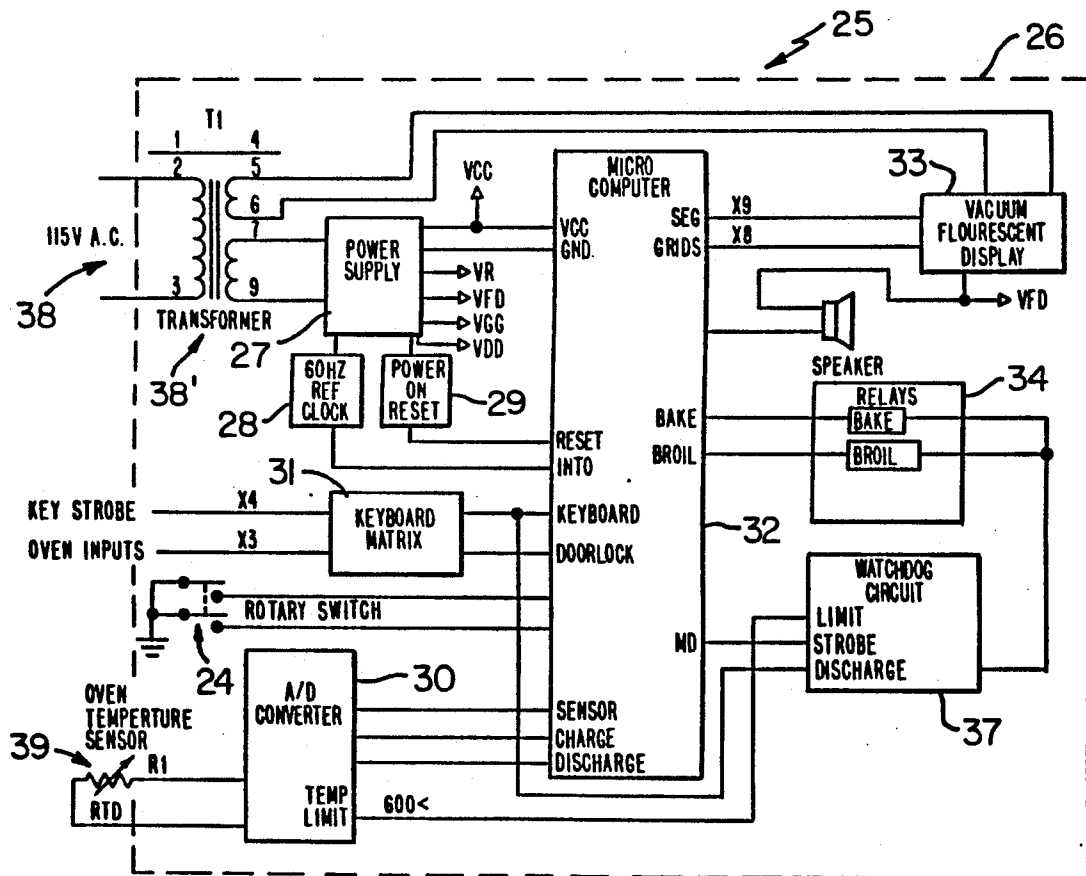 25
26
T1
1 4
2 5
6
7
3 9
115V A.C.
38
TRANSFORMER
38'
POWER
SUPPLY
27
VCC
VR
VFD
VGG
VDD
60HZ
REF
CLOCK
28
POWER
ON
RESET
29
MICRO
COMPUTER
VCC
GND.
SEG
GRIDS
X9
X8
33
VACUUM
FLOURESCENT
DISPLAY
VFD
SPEAKER
34
RELAYS
BAKE
BROIL
BAKE
BROIL
RESET
INTO
KEYBOARD
DOORLOCK
32
31
KEY STROBE
X4
OVEN INPUTS
X3
KEYBOARD
MATRIX
ROTARY SWITCH
24
MD
WATCHDOG
CIRCUIT
LIMIT
STROBE
DISCHARGE
37
30
A/D
CONVERTER
SENSOR
CHARGE
DISCHARGE
TEMP
LIMIT
600<
OVEN
TEMPERTURE
SENSOR
39
R1
RTD